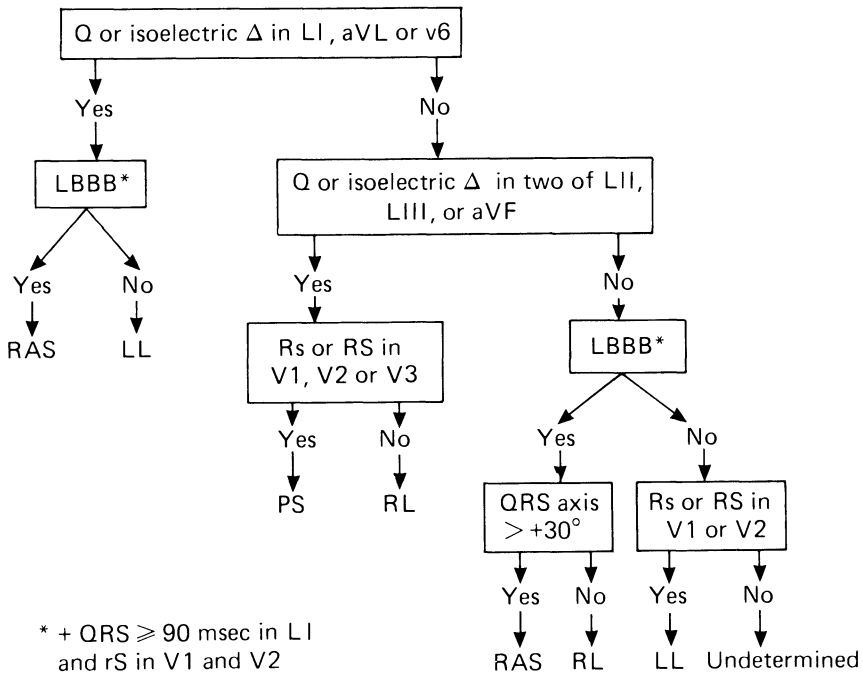 Q or isoelectric Δ in LI, aVL or v6
Yes
No
LBBB*
Q or isoelectric Δ in two of LII,
LIII, or aVF
Yes
No
Yes
No
RAS
LL
Rs or RS in
V1, V2 or V3
LBBB*
Yes
No
Yes
No
PS
RL
QRS axis
> +30°
Rs or RS in
V1 or V2
Yes
No
Yes
No
RAS
RL
LL
Undetermined
* + QRS ⩾ 90 msec in LI
and rS in V1 and V2